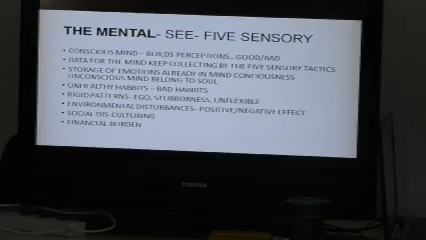 THE MENTAL- SEE- FIVE SENSORY
• CONSCIOUS MIND – BUILDS PERCEPTIONS...GOOD/BAD
• DATA FOR THE MIND KEEP COLLECTING BY THE FIVE SENSORY TACTICS
• STORAGE OF EMOTIONS ALREADY IN MIND CONCIOUSNESS
UNCONSCIOUS MIND BELONG TO SOUL
• UNHEALTHY HABBITS – BAD HABBITS
• RIGID PATTERNS- EGO, STUBBORNESS, UNFLEXIBLE
• ENVIRONMENTAL DISTURBANCES- POSITIVE/NEGATIVE EFFECT
• SOCIAL DIS-CULTURING
• FINANCIAL BURDEN
TOSHIBA